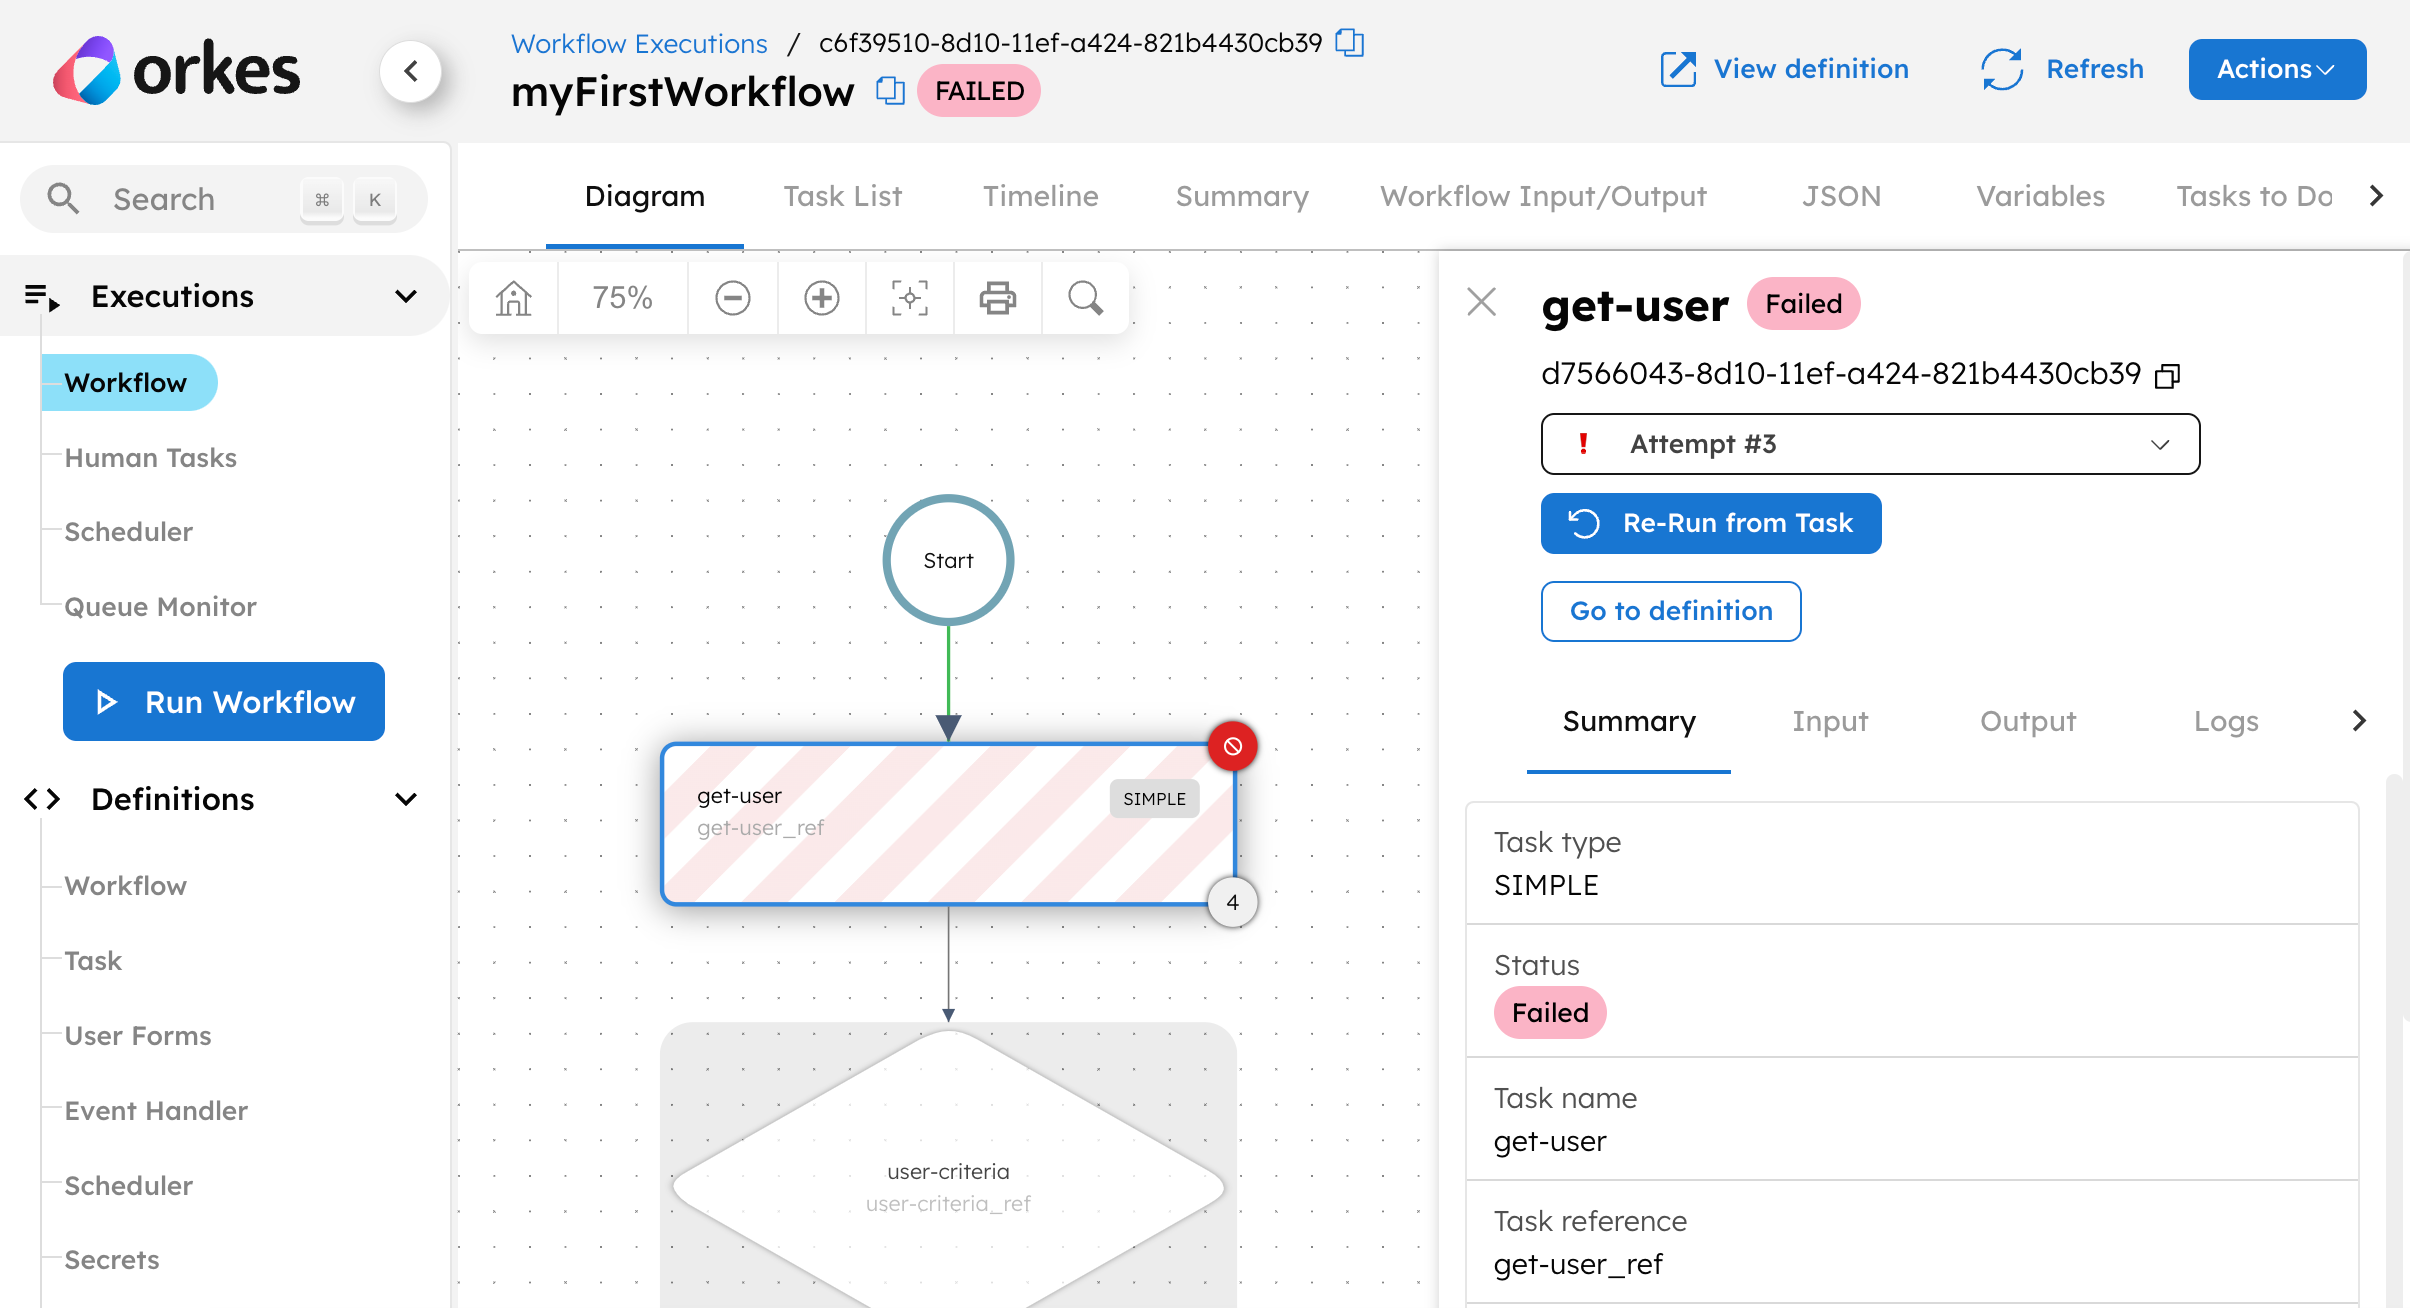 orkes
Workflow Executions / c6f39510-8d10-11ef-a424-821b4430cb39
myFirstWorkflow FAILED
View definition
Refresh
Actions
Search ⌘ K
Executions
Workflow
Human Tasks
Scheduler
Queue Monitor
Run Workflow
Definitions
Workflow
Task
User Forms
Event Handler
Scheduler
Secrets
Diagram Task List Timeline Summary Workflow Input/Output JSON Variables Tasks to Do
75%
Start
get-user
get-user_ref
SIMPLE
4
user-criteria
user-criteria_ref
get-user Failed
d7566043-8d10-11ef-a424-821b4430cb39
Attempt #3
Re-Run from Task
Go to definition
Summary Input Output Logs
Task type
SIMPLE
Status
Failed
Task name
get-user
Task reference
get-user_ref